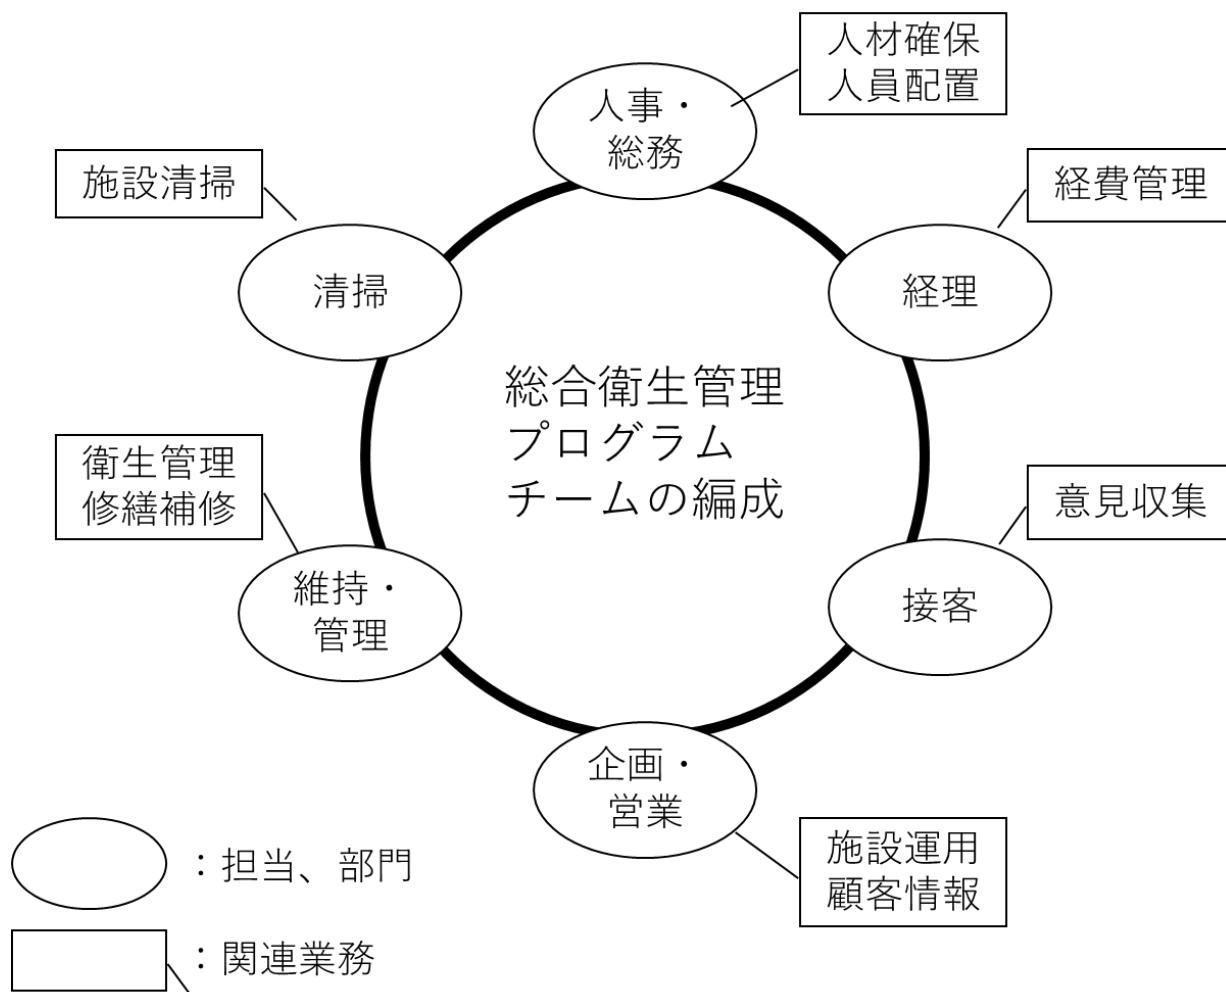 人材確保
人員配置
人事・
総務
施設清掃
経費管理
清掃
経理
総合衛生管理
プログラム
チームの編成
衛生管理
修繕補修
意見収集
維持・
管理
接客
企画・
営業
施設運用
顧客情報
：担当、部門
：関連業務